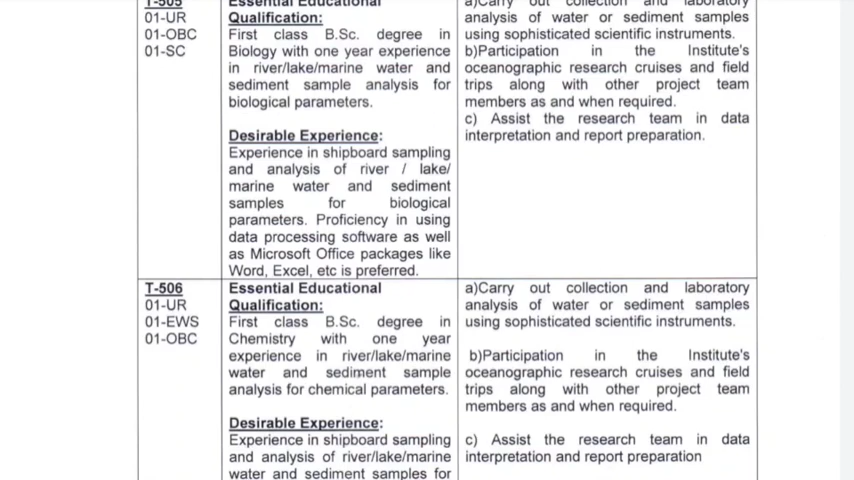 T-505
01-UR
01-OBC
01-SC
Essential Educational
Qualification:
First class B.Sc. degree in
Biology with one year experience
in river/lake/marine water and
sediment sample analysis for
biological parameters.
Desirable Experience:
Experience in shipboard sampling
and analysis of river / lake/
marine water and sediment
samples for biological
parameters. Proficiency in using
data processing software as well
as Microsoft Office packages like
Word, Excel, etc is preferred.
a)Carry out collection and laboratory
analysis of water or sediment samples
using sophisticated scientific instruments.
b)Participation in the Institute's
oceanographic research cruises and field
trips along with other project team
members as and when required.
c) Assist the research team in data
interpretation and report preparation.
T-506
01-UR
01-EWS
01-OBC
Essential Educational
Qualification:
First class B.Sc. degree in
Chemistry with one year
experience in river/lake/marine
water and sediment sample
analysis for chemical parameters.
Desirable Experience:
Experience in shipboard sampling
and analysis of river/lake/marine
water and sediment samples for
a)Carry out collection and laboratory
analysis of water or sediment samples
using sophisticated scientific instruments.
b)Participation in the Institute's
oceanographic research cruises and field
trips along with other project team
members as and when required.
c) Assist the research team in data
interpretation and report preparation